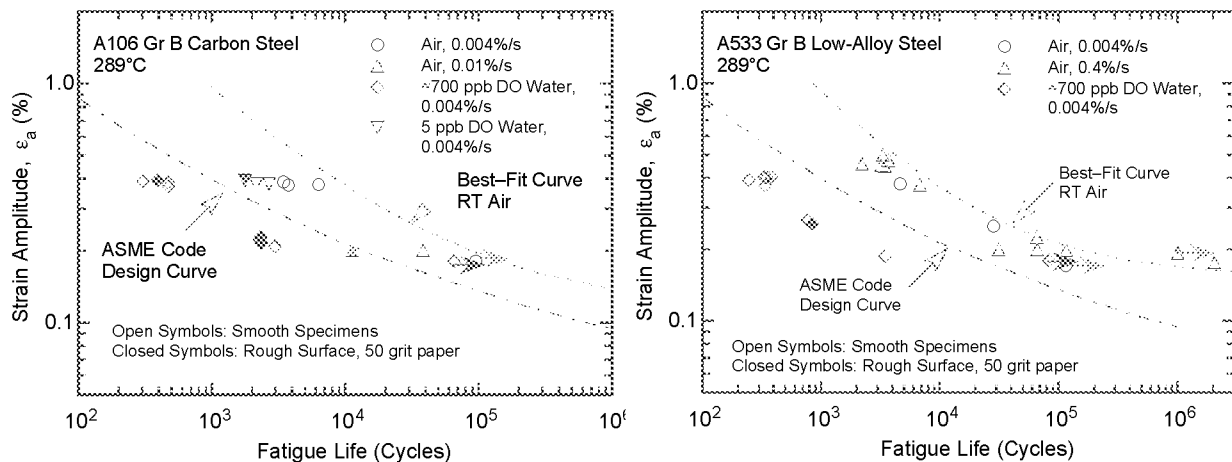 A106 Gr B Carbon Steel
289°C
Air, 0.004%/s
Air, 0.01%/s
~700 ppb DO Water,
0.004%/s
5 ppb DO Water,
0.004%/s
Best–Fit Curve
RT Air
ASME Code
Design Curve
Open Symbols: Smooth Specimens
Closed Symbols: Rough Surface, 50 grit paper
Strain Amplitude, εa (%)
1.0
0.1
10² 10³ 10⁴ 10⁵ 10⁶
Fatigue Life (Cycles)
A533 Gr B Low-Alloy Steel
289°C
Air, 0.004%/s
Air, 0.4%/s
~700 ppb DO Water,
0.004%/s
Best–Fit Curve
RT Air
ASME Code
Design Curve
Open Symbols: Smooth Specimens
Closed Symbols: Rough Surface, 50 grit paper
Strain Amplitude, εa (%)
1.0
0.1
10² 10³ 10⁴ 10⁵ 10⁶
Fatigue Life (Cycles)